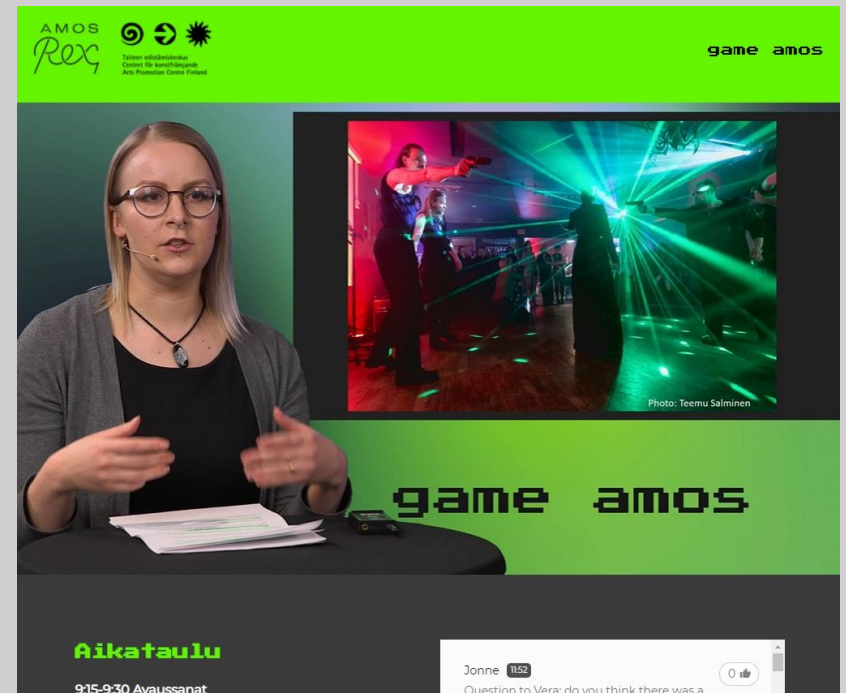 AMOS
Rex
Taiteen edistämiskeskus
Centret för konstfrämjande
Arts Promotion Centre Finland
game amos
Photo: Teemu Salminen
game amos
Aikataulu
9:15-9:30 Avaussanat
Jonne 11:52
0
Question to Vera: do you think there was a